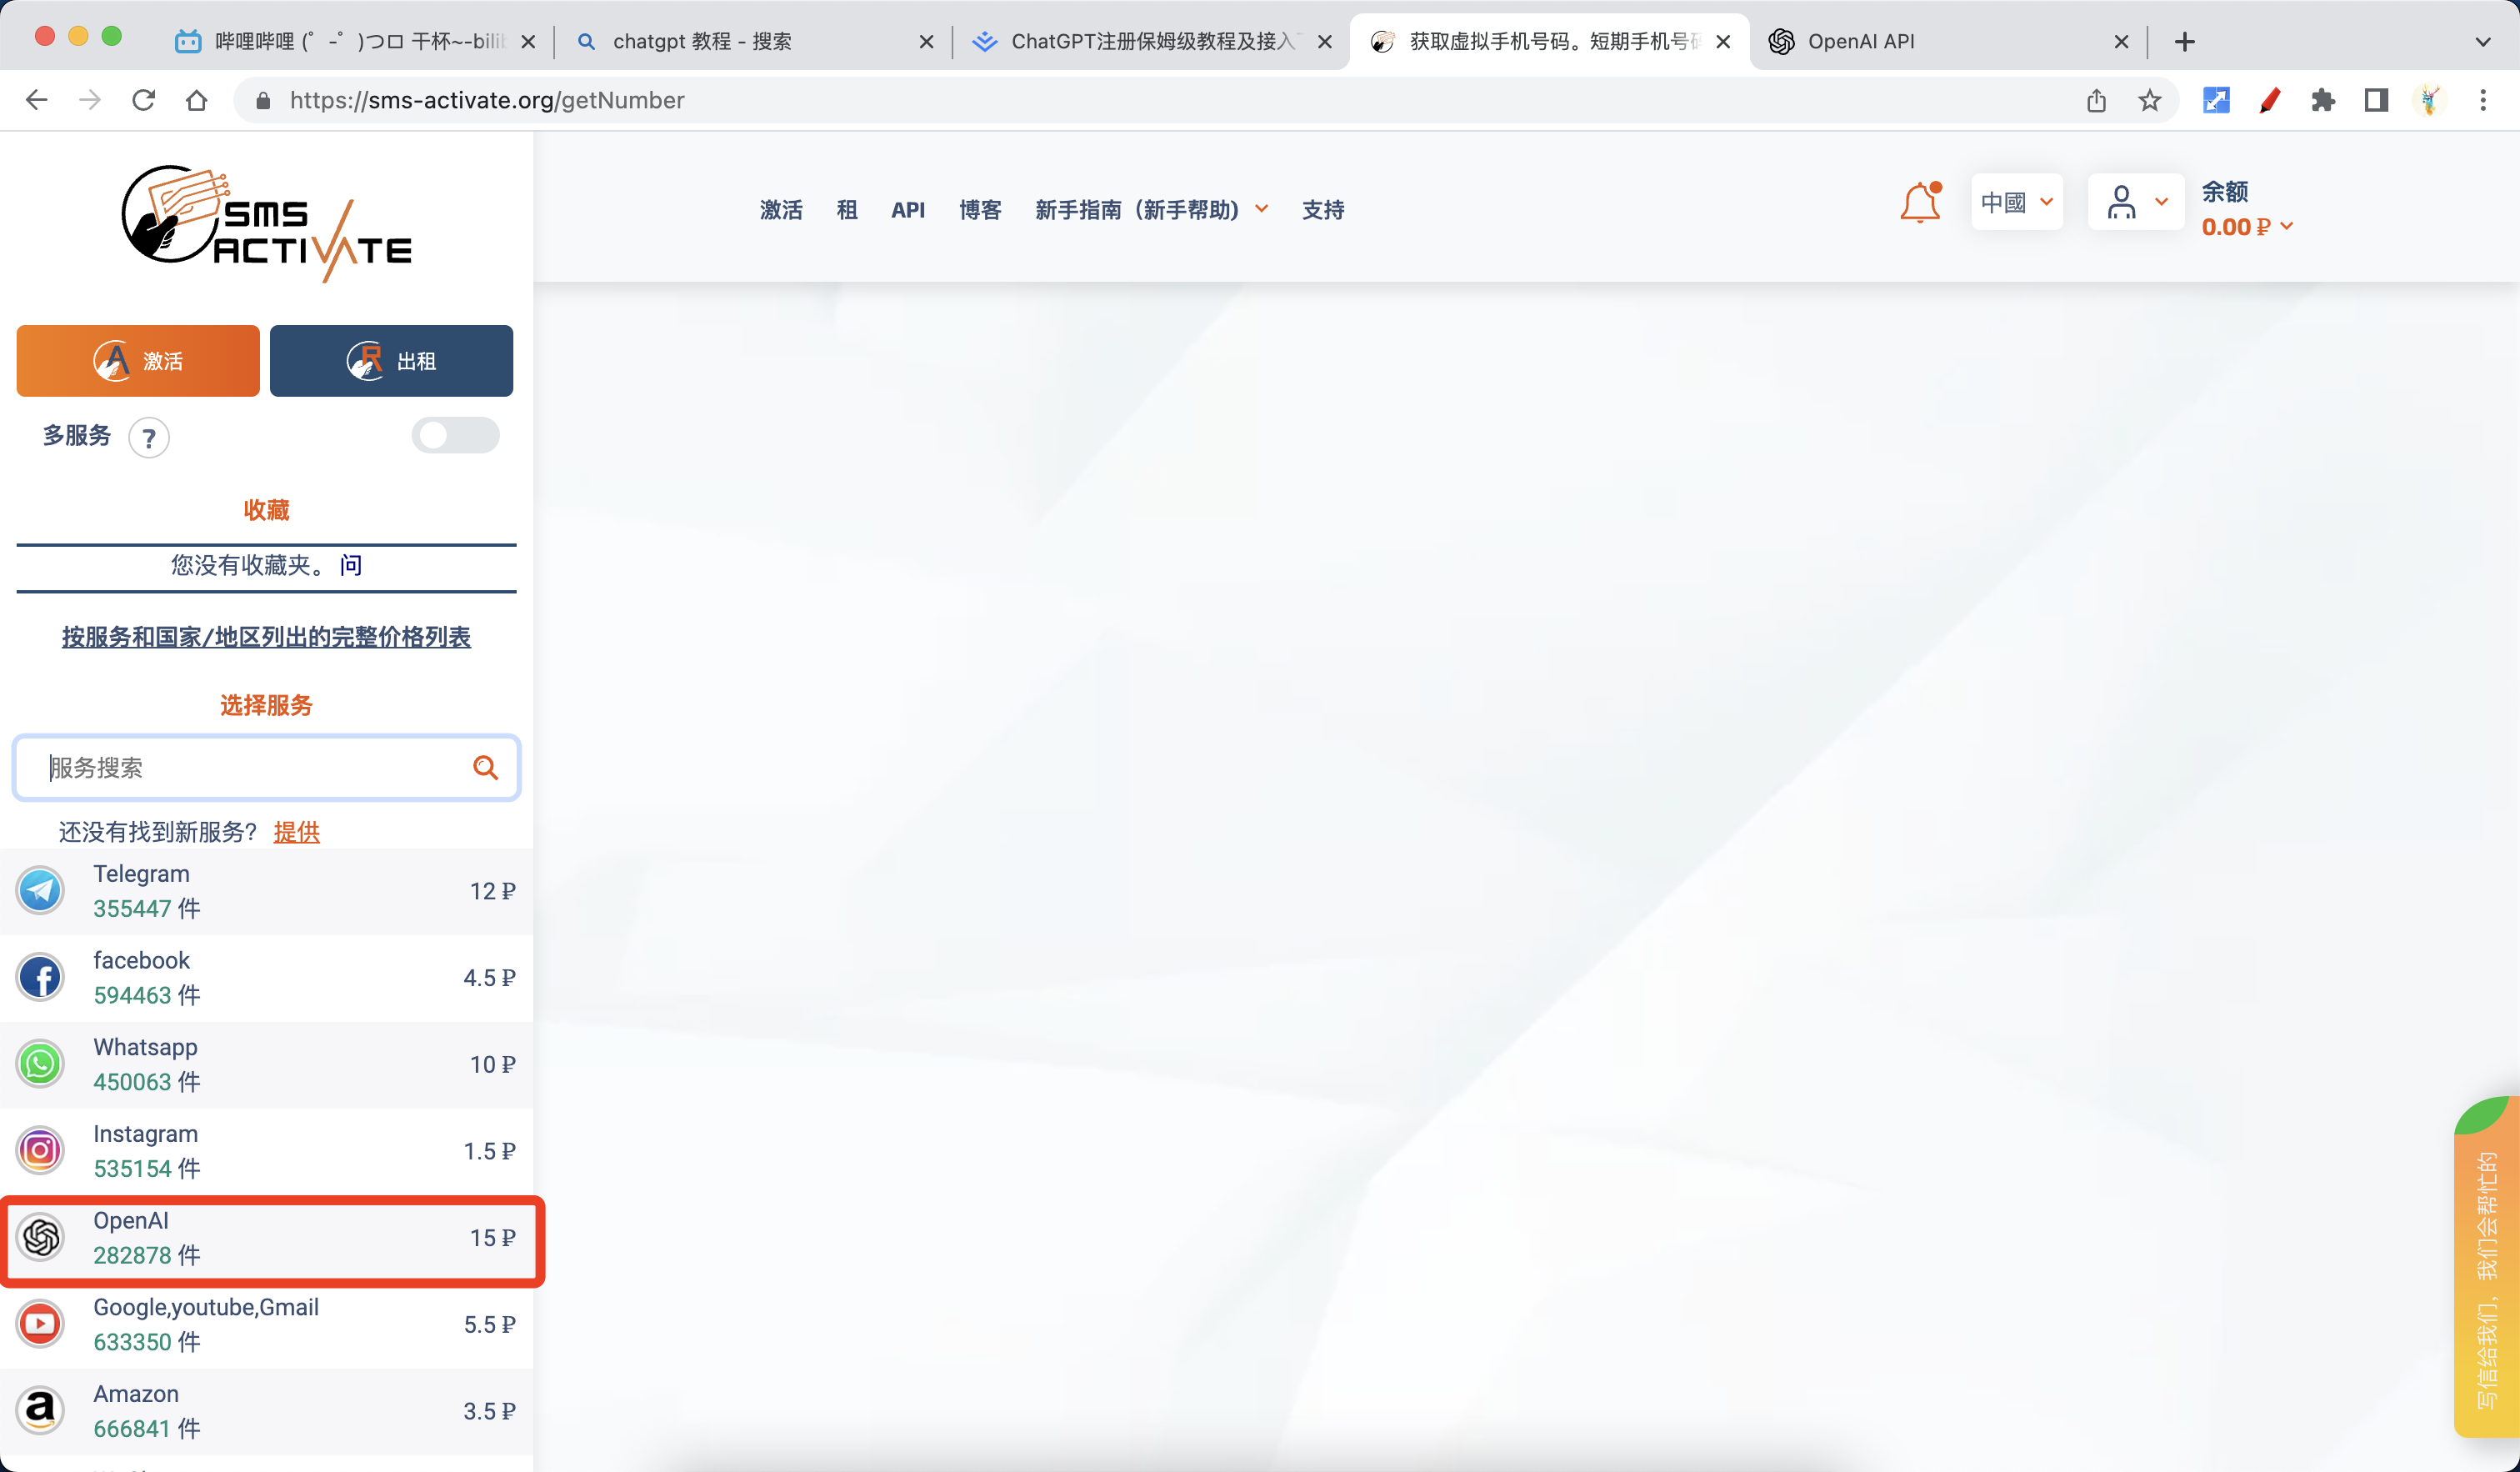 哔哩哔哩 (゜-゜)つロ 干杯~-bili
chatgpt 教程 - 搜索
ChatGPT注册保姆级教程及接入
获取虚拟手机号码。短期手机号码
OpenAI API
https://sms-activate.org/getNumber
SMS
ACTIVATE
激活
租
API
博客
新手指南（新手帮助)
支持
中國
余额
0.00 ₽
激活
出租
多服务 ?
收藏
您没有收藏夹。 问
按服务和国家/地区列出的完整价格列表
选择服务
服务搜索
还没有找到新服务? 提供
Telegram
355447 件
12 ₽
facebook
594463 件
4.5 ₽
Whatsapp
450063 件
10 ₽
Instagram
535154 件
1.5 ₽
OpenAI
282878 件
15 ₽
Google,youtube,Gmail
633350 件
5.5 ₽
Amazon
666841 件
3.5 ₽
写信给我们，我们会帮忙的